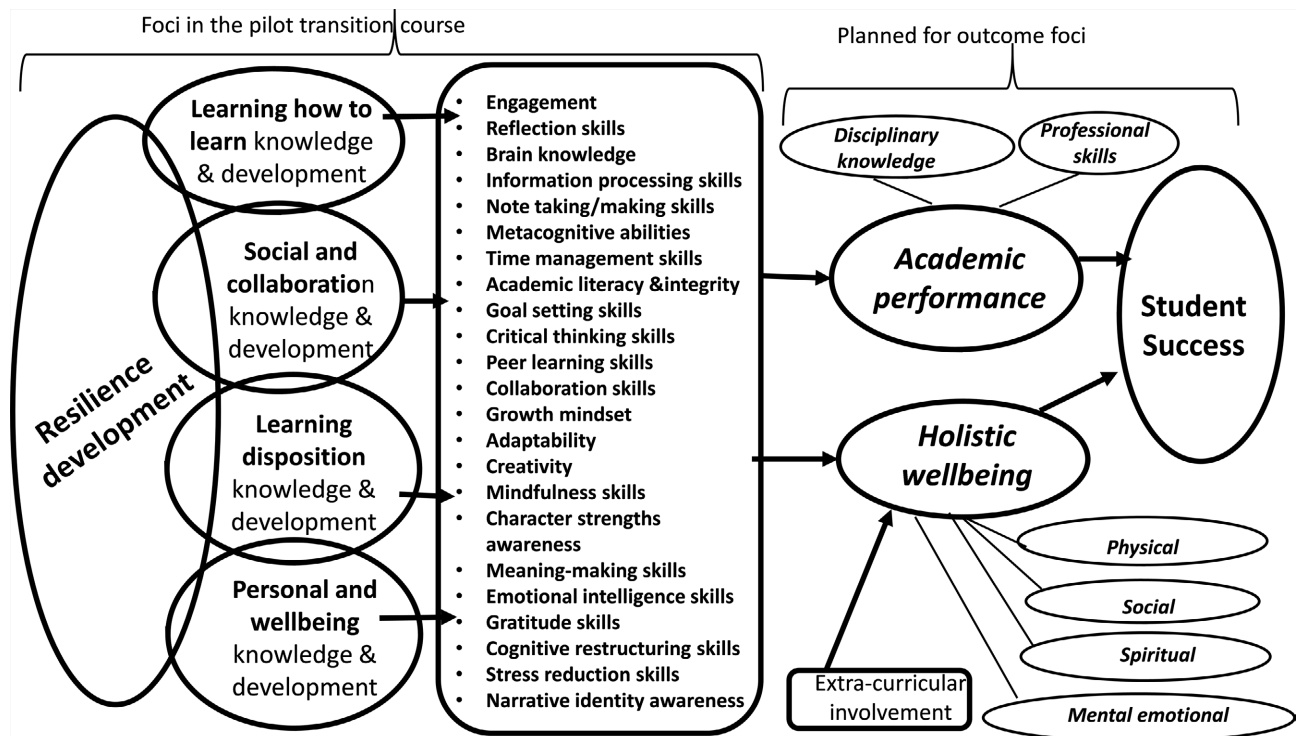 Foci in the pilot transition course
Planned for outcome foci
Resilience
development
Learning how to
learn knowledge
& development
Social and
collaboration
knowledge &
development
Learning
disposition
knowledge &
development
Personal and
wellbeing
knowledge &
development
• Engagement
• Reflection skills
• Brain knowledge
• Information processing skills
• Note taking/making skills
• Metacognitive abilities
• Time management skills
• Academic literacy &integrity
• Goal setting skills
• Critical thinking skills
• Peer learning skills
• Collaboration skills
• Growth mindset
• Adaptability
• Creativity
• Mindfulness skills
• Character strengths
awareness
• Meaning-making skills
• Emotional intelligence skills
• Gratitude skills
• Cognitive restructuring skills
• Stress reduction skills
• Narrative identity awareness
Disciplinary
knowledge
Professional
skills
Academic
performance
Student
Success
Holistic
wellbeing
Physical
Social
Spiritual
Mental emotional
Extra-curricular
involvement